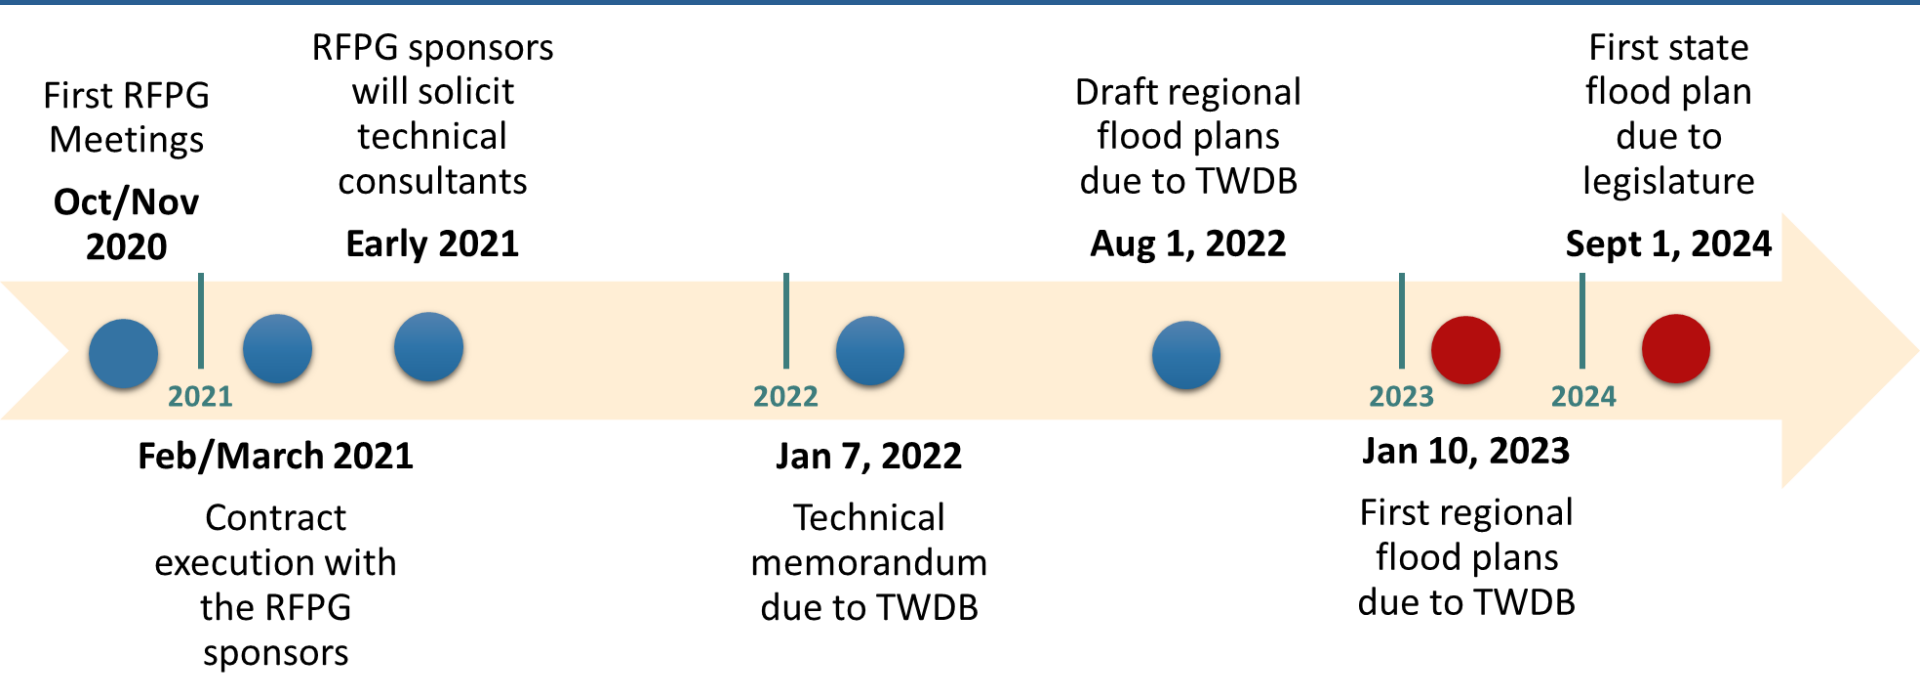 First RFPG
Meetings
Oct/Nov
2020
RFPG sponsors
will solicit
technical
consultants
Early 2021
Draft regional
flood plans
due to TWDB
Aug 1, 2022
First state
flood plan
due to
legislature
Sept 1, 2024
2021
2022
2023
2024
Feb/March 2021
Contract
execution with
the RFPG
sponsors
Jan 7, 2022
Technical
memorandum
due to TWDB
Jan 10, 2023
First regional
flood plans
due to TWDB